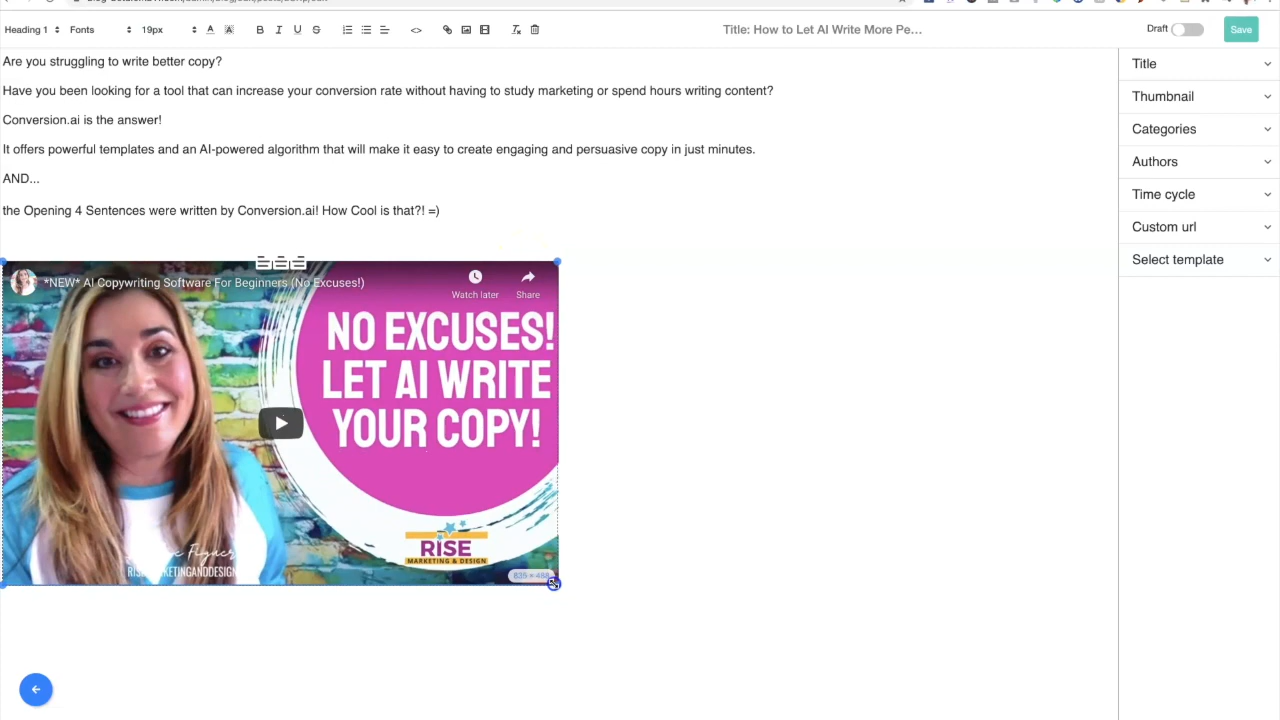 Heading 1 Fonts 19px Title: How to Let AI Write More Pe... Draft Save
Are you struggling to write better copy?
Have you been looking for a tool that can increase your conversion rate without having to study marketing or spend hours writing content?
Conversion.ai is the answer!
It offers powerful templates and an AI-powered algorithm that will make it easy to create engaging and persuasive copy in just minutes.
AND...
the Opening 4 Sentences were written by Conversion.ai! How Cool is that?! =)
*NEW* AI Copywriting Software For Beginners (No Excuses!)
Watch later
Share
NO EXCUSES!
LET AI WRITE
YOUR COPY!
RISE
MARKETING & DESIGN
Title
Thumbnail
Categories
Authors
Time cycle
Custom url
Select template